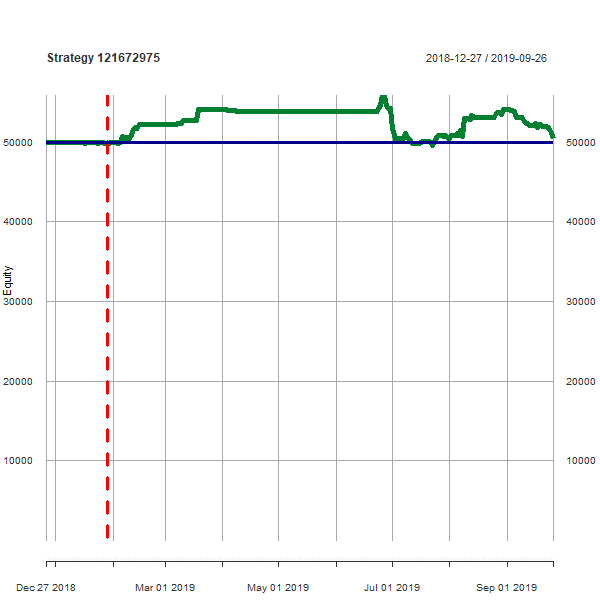 Strategy 121672975
2018-12-27 / 2019-09-26
50000
50000
40000
40000
Equity
30000
30000
20000
20000
10000
10000
Dec 27 2018
Mar 01 2019
May 01 2019
Jul 01 2019
Sep 01 2019